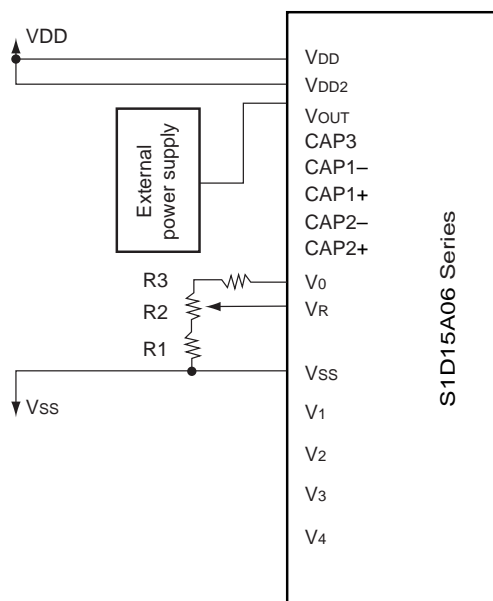 VDD
VDD
VDD2
VOUT
CAP3
CAP1–
CAP1+
CAP2–
CAP2+
External
power supply
R3
V0
R2
VR
R1
VSS
VSS
V1
V2
V3
V4
S1D15A06 Series